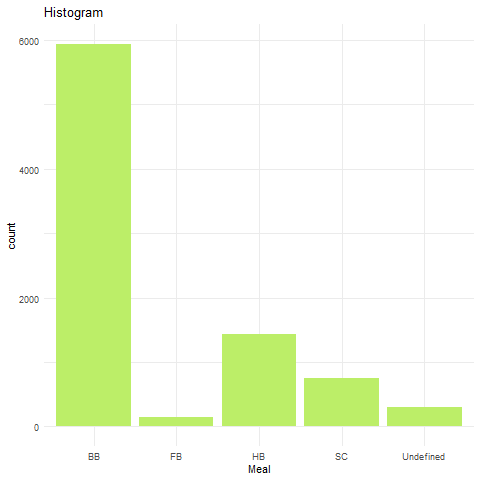 Histogram
6000
4000
2000
0
count
BB FB HB SC Undefined
Meal